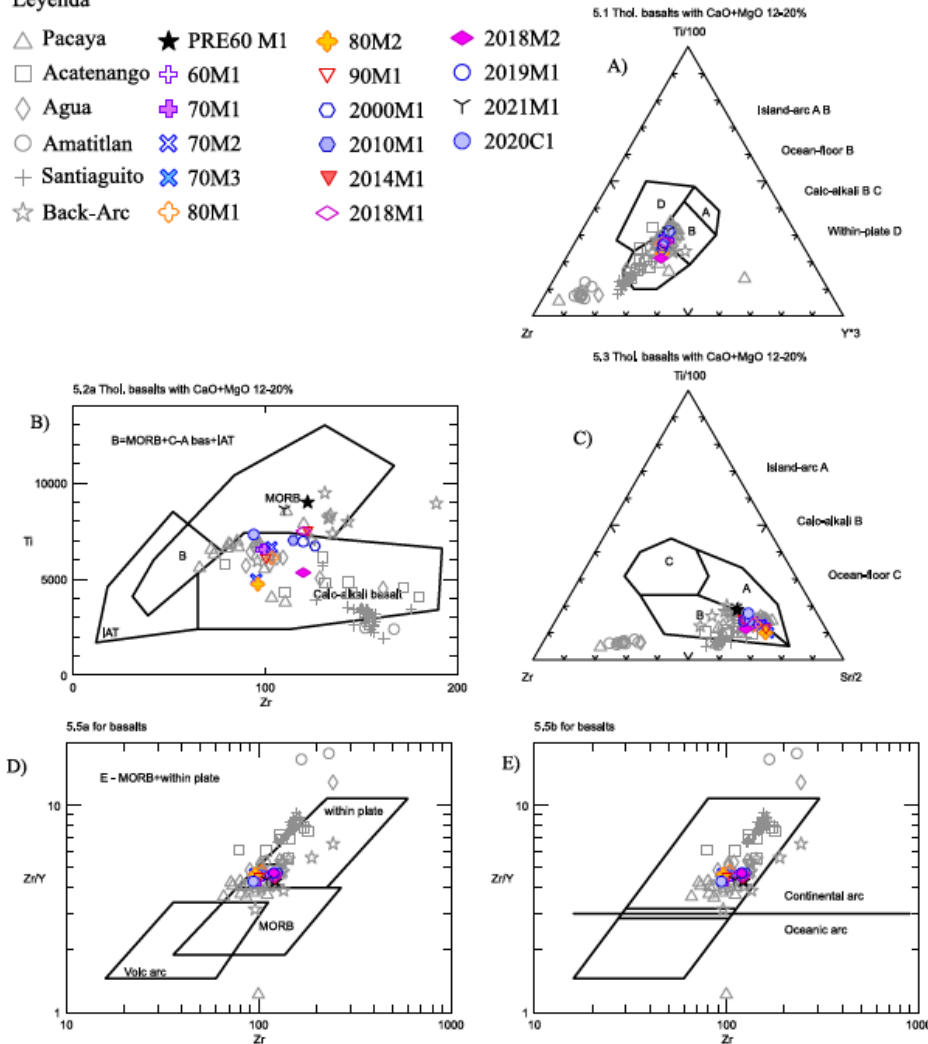 Leyenda
Pacaya
PRE60 M1
80M2
2018M2
Acatenango
60M1
90M1
2019M1
Agua
70M1
2000M1
2021M1
Amatitlan
70M2
2010M1
2020C1
Santiaguito
70M3
2014M1
Back-Arc
80M1
2018M1
5.1 Thol. basalts with CaO+MgO 12-20%
Ti/100
A)
Island-arc A B
Ocean-floor B
Calc-alkali B C
Within-plate D
D
A
B
Zr
Y*3
5.2a Thol. basalts with CaO+MgO 12-20%
B)
B=MORB+C-A bas+IAT
MORB
10000
Ti
B
5000
Calc-alkali basalt
IAT
0
0
100
200
Zr
5.3 Thol. basalts with CaO+MgO 12-20%
Ti/100
C)
Island-arc A
Calc-alkali B
Ocean-floor C
C
A
B
Zr
Sr/2
5.5a for basalts
D)
E - MORB+within plate
within plate
10
Zr/Y
MORB
Volc arc
1
10
100
1000
Zr
5.5b for basalts
E)
10
Zr/Y
Continental arc
Oceanic arc
1
10
100
1000
Zr